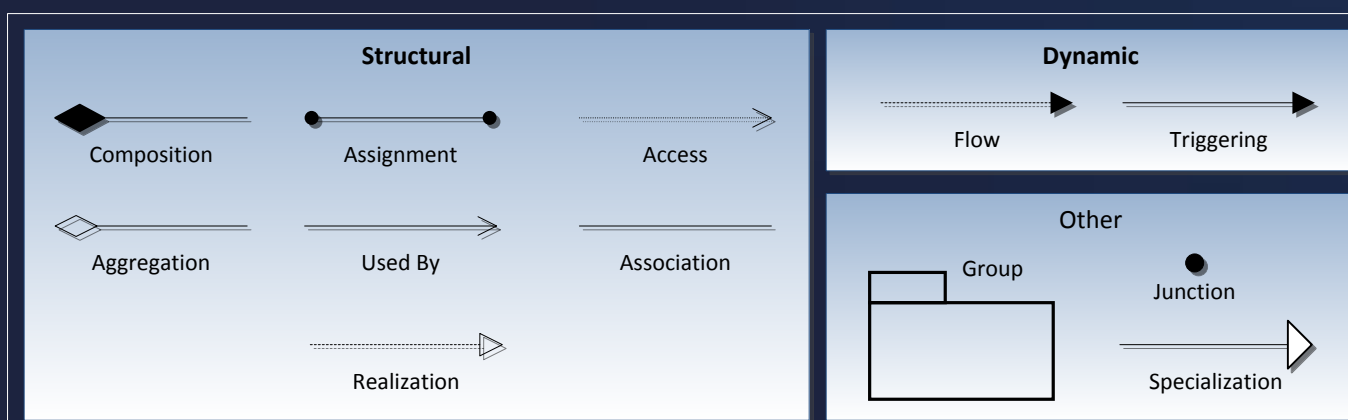 Structural
Composition
Assignment
Access
Aggregation
Used By
Association
Realization
Dynamic
Flow
Triggering
Other
Group
Junction
Specialization